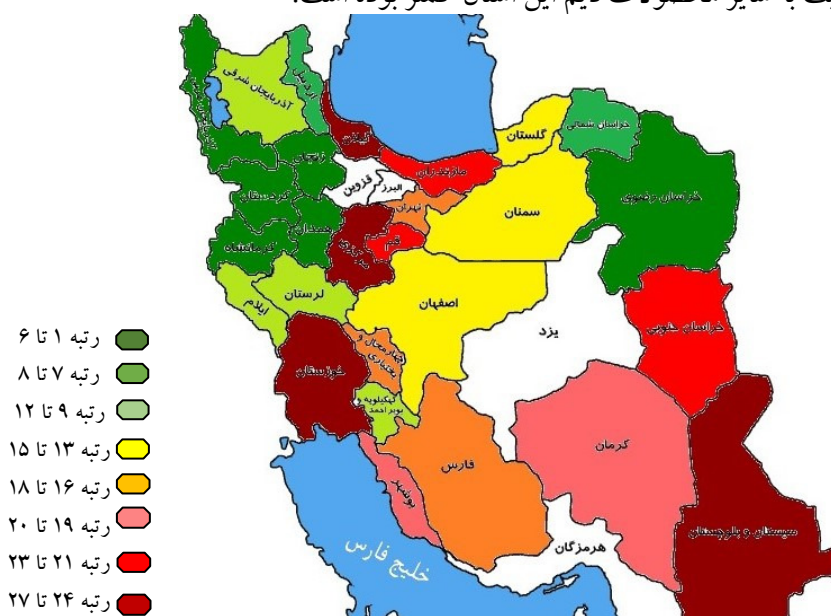 به سایر محصولات دیم این استان کمتر بوده است.
آذربایجان شرقی
اردبیل
گیلان
زنجان
کردستان
همدان
کرمانشاه
قزوین
البرز
مازندران
تهران
قم
گلستان
خراسان شمالی
خراسان رضوی
سمنان
لرستان
ایلام
اصفهان
یزد
خراسان جنوبی
خوزستان
چهارمحال و
بختیاری
کهگیلویه و
بویر احمد
فارس
کرمان
بوشهر
سیستان و بلوچستان
هرمزگان
خلیج فارس
رتبه ۱ تا ۶
رتبه ۷ تا ۸
رتبه ۹ تا ۱۲
رتبه ۱۳ تا ۱۵
رتبه ۱۶ تا ۱۸
رتبه ۱۹ تا ۲۰
رتبه ۲۱ تا ۲۳
رتبه ۲۴ تا ۲۷